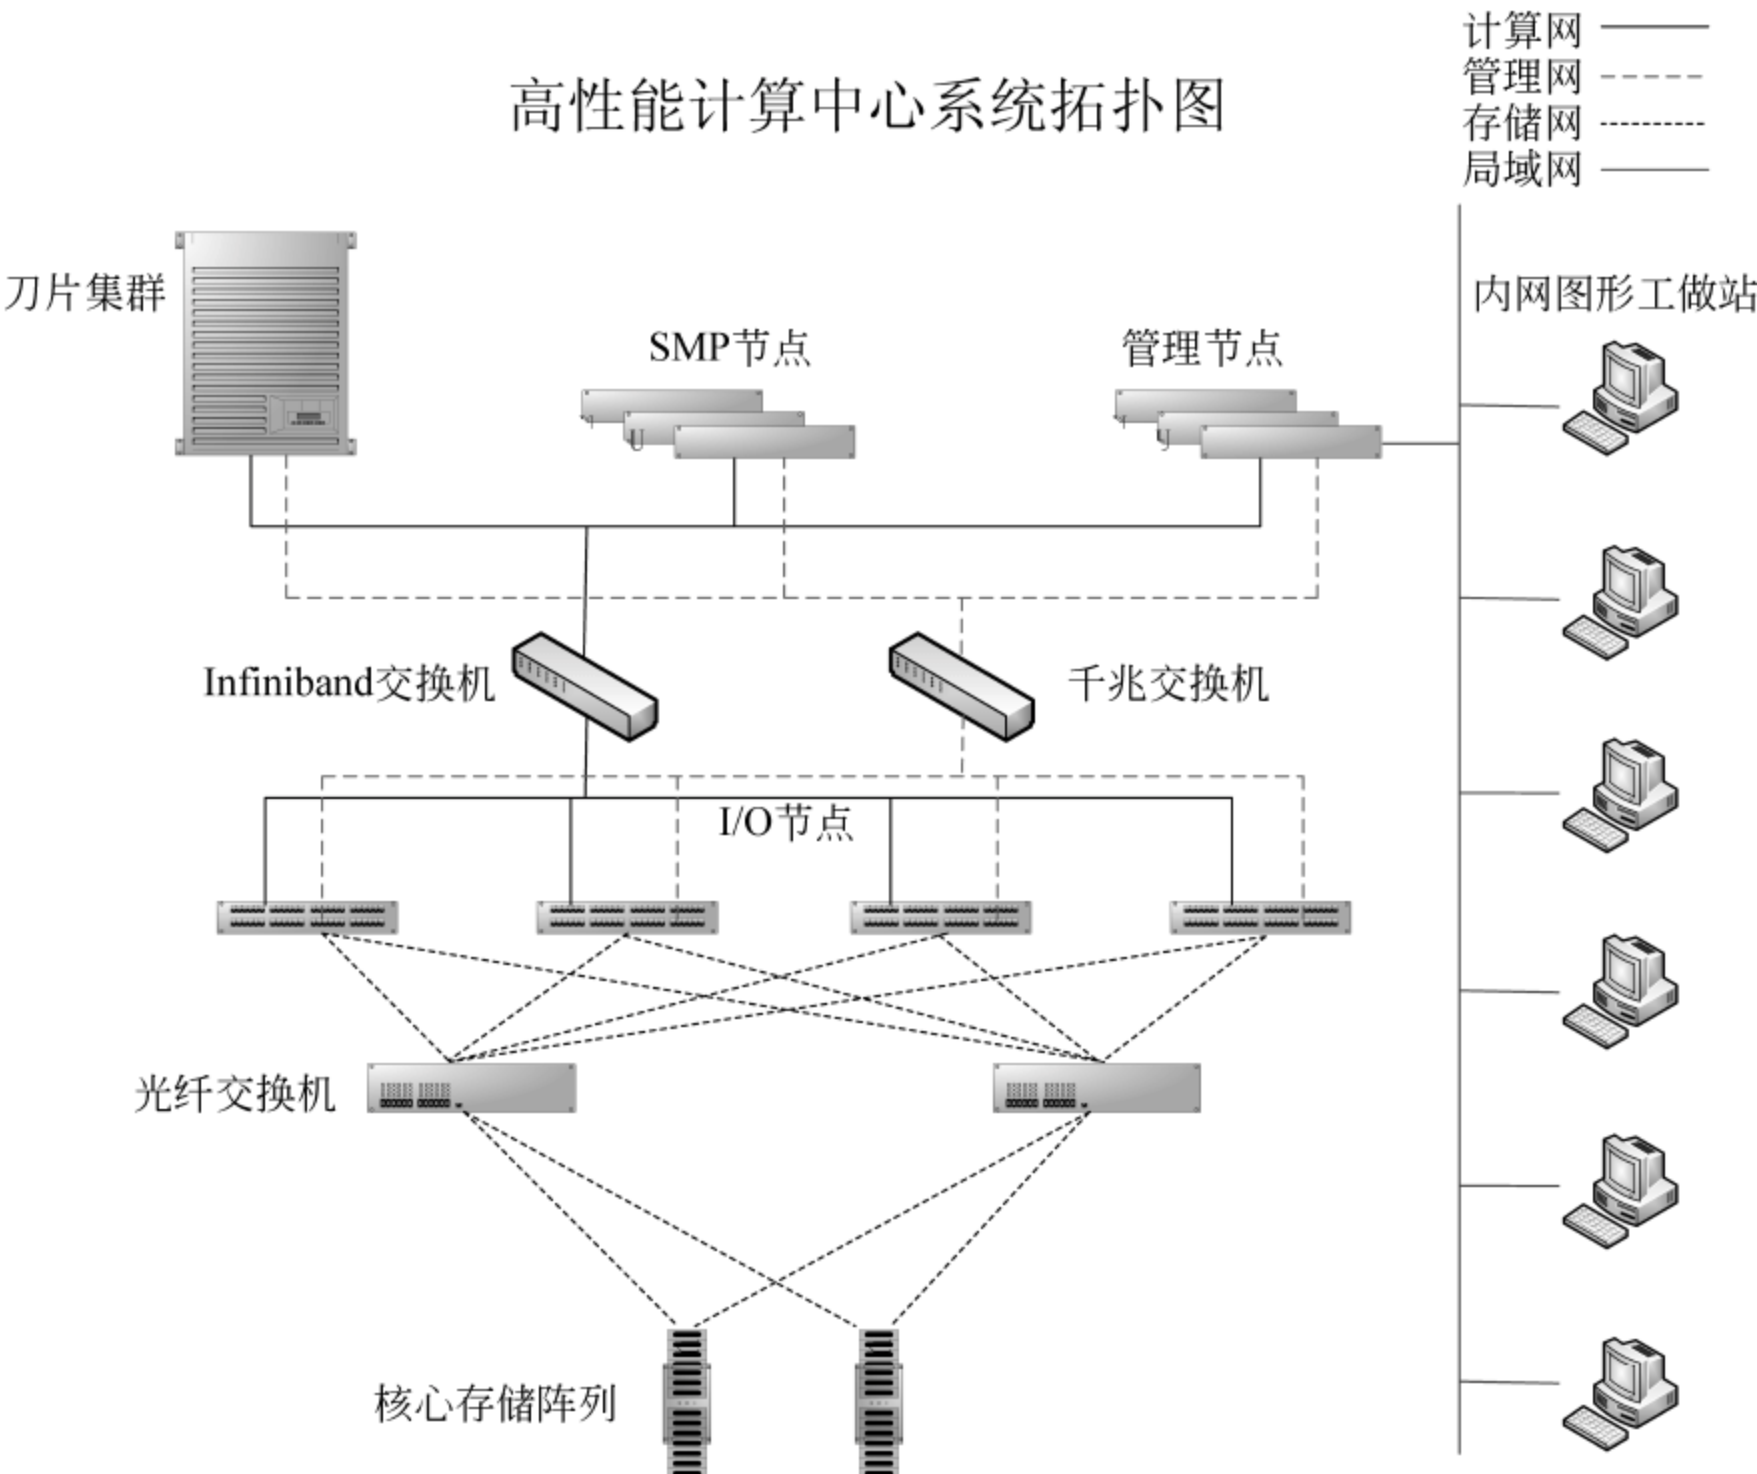 计算网
管理网
存储网
局域网
高性能计算中心系统拓扑图
刀片集群
内网图形工做站
SMP节点
管理节点
U
Infiniband交换机
千兆交换机
I/O节点
光纤交换机
核心存储阵列